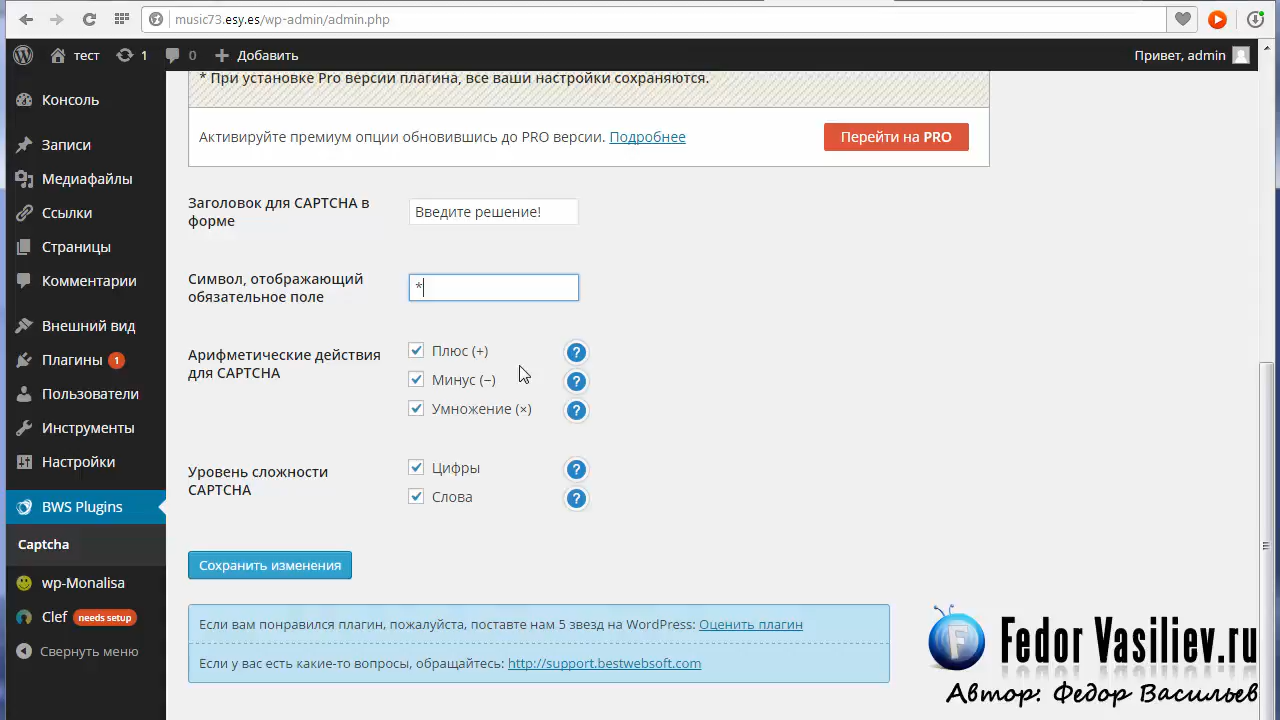 music73.esy.es/wp-admin/admin.php
тест 1 0 Добавить Привет, admin
* При установке Pro версии плагина, все ваши настройки сохраняются.
Активируйте премиум опции обновившись до PRO версии. Подробнее Перейти на PRO
Консоль
Записи
Медиафайлы
Ссылки
Страницы
Комментарии
Внешний вид
Плагины 1
Пользователи
Инструменты
Настройки
BWS Plugins
Captcha
wp-Monalisa
Clef needs setup
Свернуть меню
Заголовок для CAPTCHA в
форме
Введите решение!
Символ, отображающий
обязательное поле
*
Арифметические действия
для CAPTCHA
Плюс (+) ?
Минус (−) ?
Умножение (×) ?
Уровень сложности
CAPTCHA
Цифры ?
Слова ?
Сохранить изменения
Если вам понравился плагин, пожалуйста, поставте нам 5 звезд на WordPress: Оценить плагин
Если у вас есть какие-то вопросы, обращайтесь: http://support.bestwebsoft.com
F Fedor Vasiliev.ru
Автор: Федор Васильев